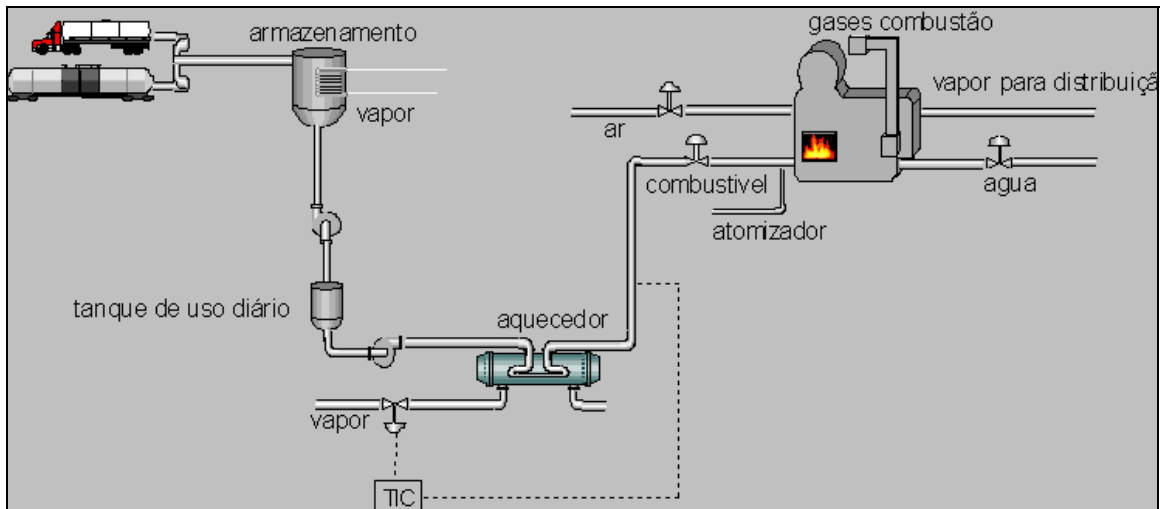 gases combustão
armazenamento
vapor para distribuiçã
vapor
ar
combustivel
agua
atomizador
tanque de uso diário
aquecedor
vapor
TIC